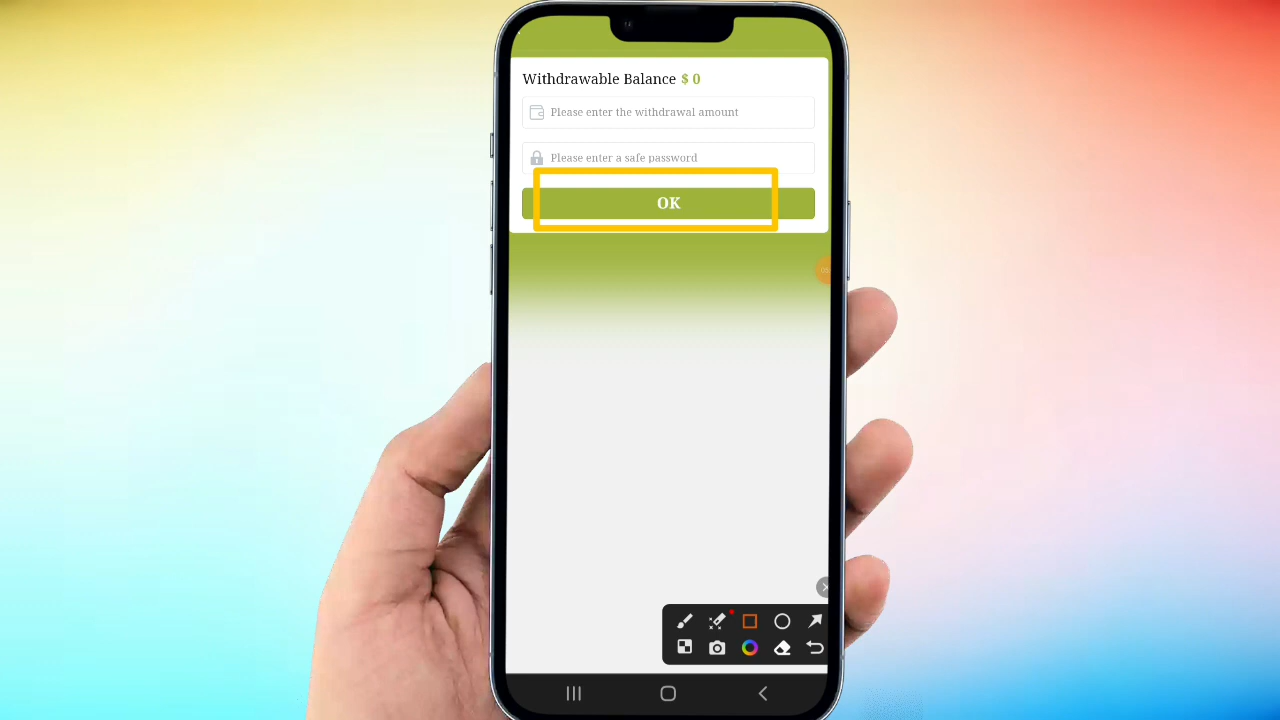 Withdrawable Balance $ 0
Please enter the withdrawal amount
Please enter a safe password
OK